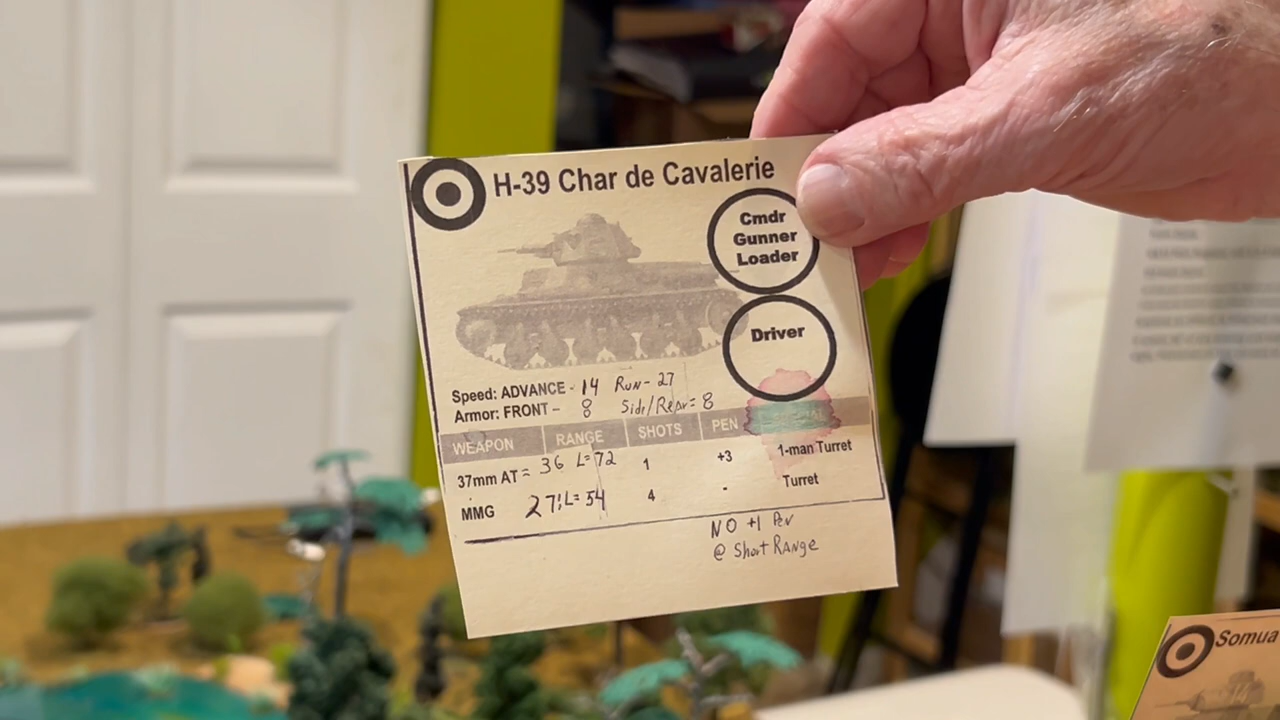 H-39 Char de Cavalerie
Cmdr
Gunner
Loader
Driver
Speed: ADVANCE - 14 Run - 27
Armor: FRONT - 8 Side/Rear = 8
WEAPON RANGE SHOTS PEN
37mm AT = 36 L=72 1 +3 1-man Turret
MMG 27; L=54 4 - Turret
NO +1 Pen
@ Short Range
Somua